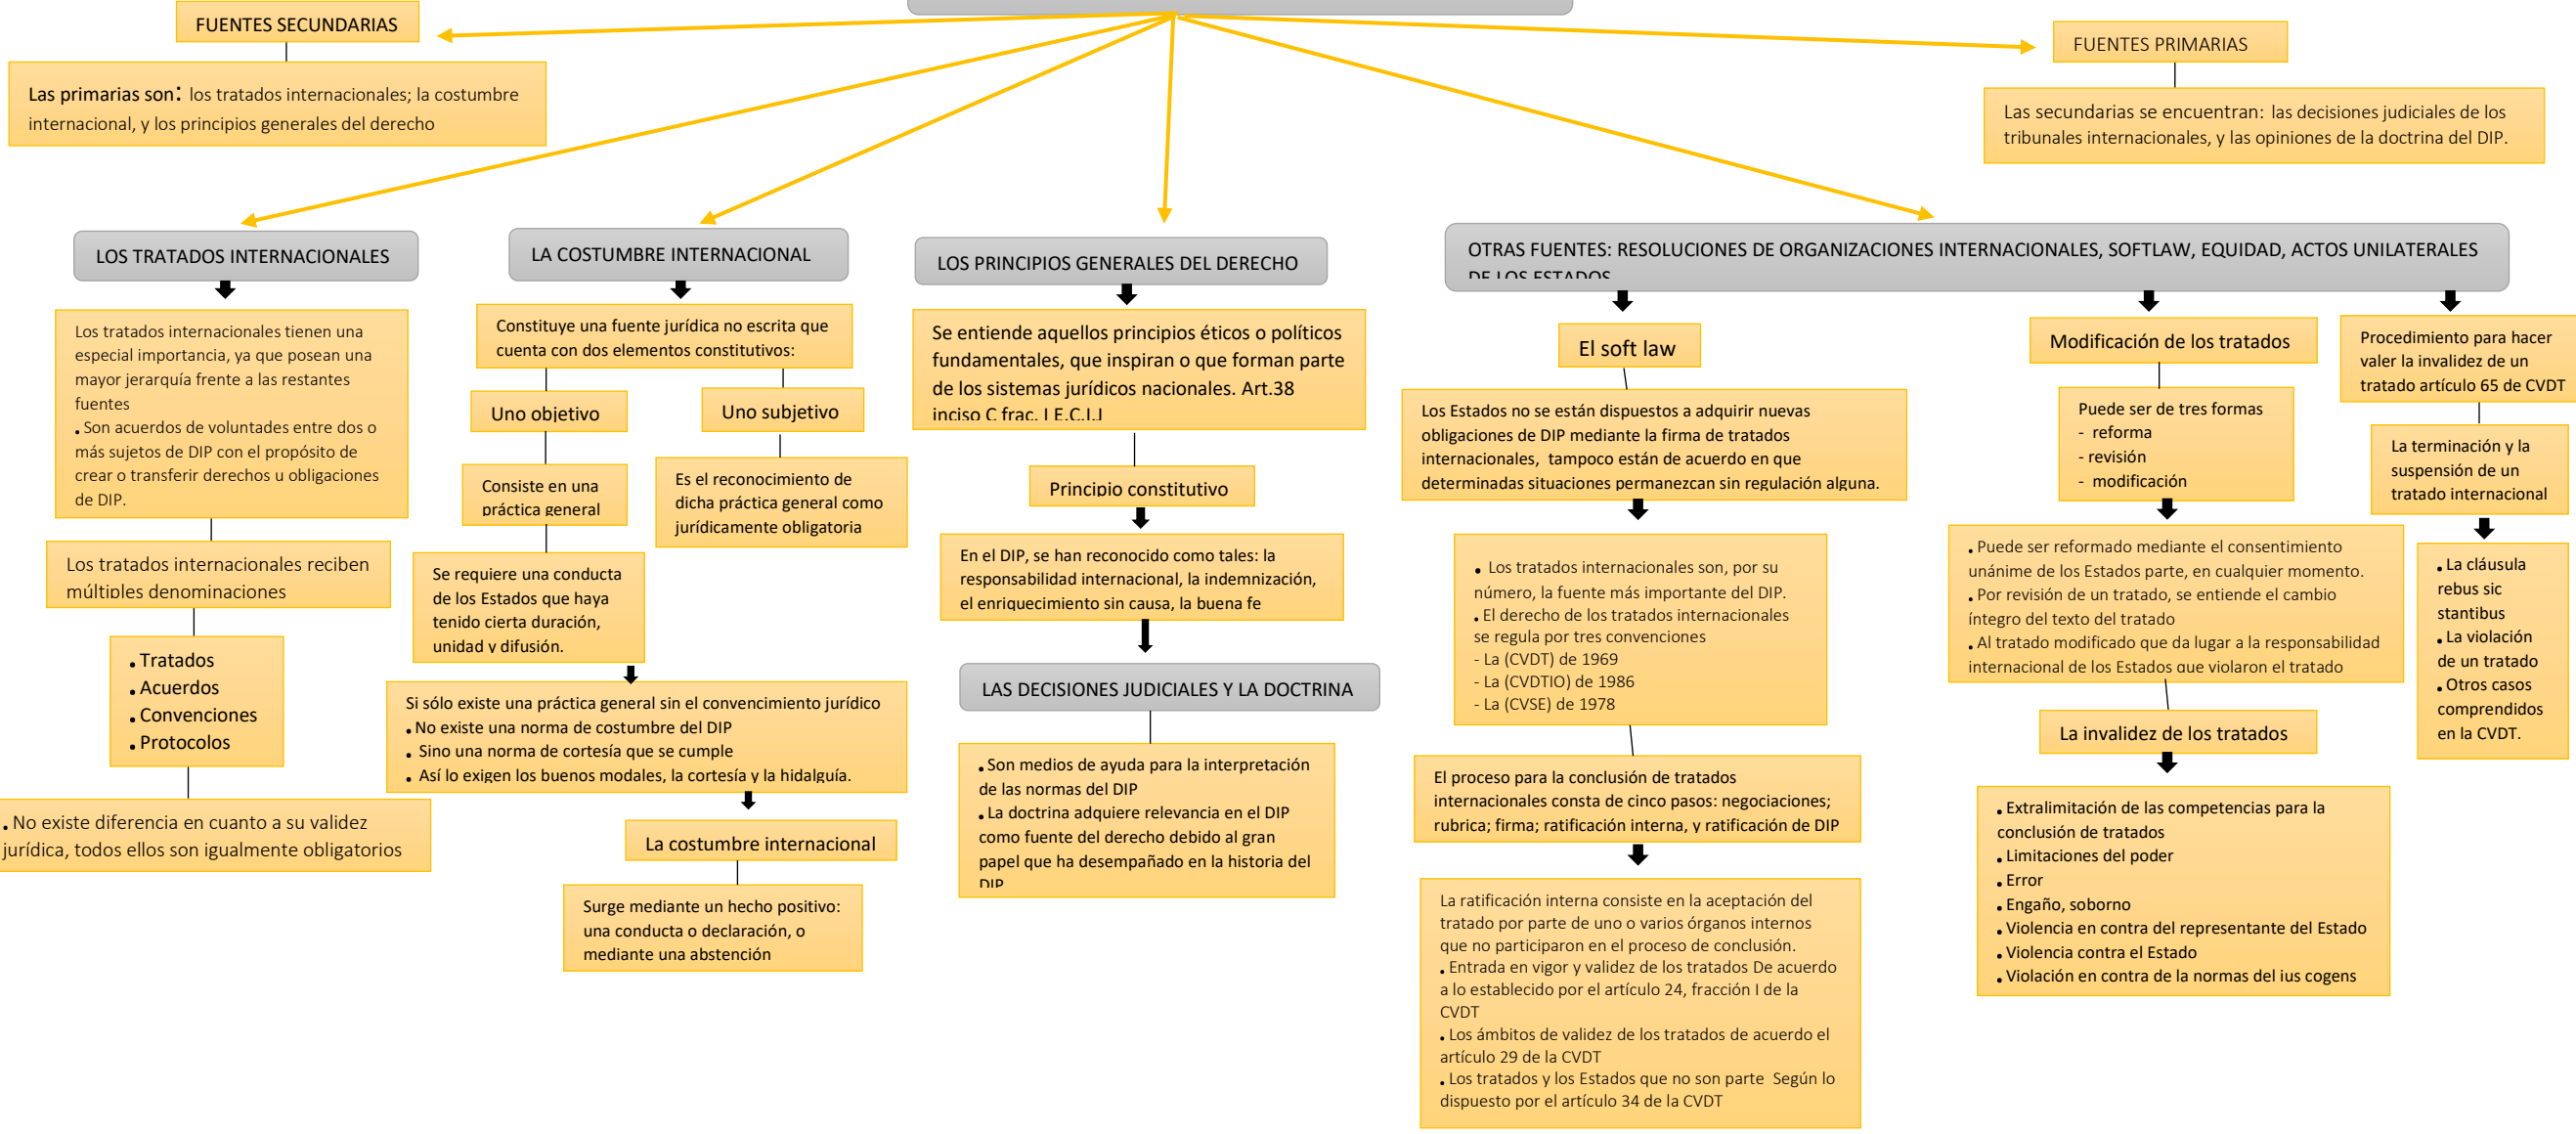 FUENTES SECUNDARIAS
Las primarias son: los tratados internacionales; la costumbre
internacional, y los principios generales del derecho
FUENTES PRIMARIAS
Las secundarias se encuentran: las decisiones judiciales de los
tribunales internacionales, y las opiniones de la doctrina del DIP.
LOS TRATADOS INTERNACIONALES
Los tratados internacionales tienen una
especial importancia, ya que posean una
mayor jerarquía frente a las restantes
fuentes
• Son acuerdos de voluntades entre dos o
más sujetos de DIP con el propósito de
crear o transferir derechos u obligaciones
de DIP.
Los tratados internacionales reciben
múltiples denominaciones
• Tratados
• Acuerdos
• Convenciones
• Protocolos
• No existe diferencia en cuanto a su validez
jurídica, todos ellos son igualmente obligatorios
LA COSTUMBRE INTERNACIONAL
Constituye una fuente jurídica no escrita que
cuenta con dos elementos constitutivos:
Uno objetivo
Consiste en una
práctica general
Se requiere una conducta
de los Estados que haya
tenido cierta duración,
unidad y difusión.
Uno subjetivo
Es el reconocimiento de
dicha práctica general como
jurídicamente obligatoria
Si sólo existe una práctica general sin el convencimiento jurídico
• No existe una norma de costumbre del DIP
• Sino una norma de cortesía que se cumple
• Así lo exigen los buenos modales, la cortesía y la hidalguía.
La costumbre internacional
Surge mediante un hecho positivo:
una conducta o declaración, o
mediante una abstención
LOS PRINCIPIOS GENERALES DEL DERECHO
Se entiende aquellos principios éticos o políticos
fundamentales, que inspiran o que forman parte
de los sistemas jurídicos nacionales. Art.38
inciso C frac. I E.C.I.J
Principio constitutivo
En el DIP, se han reconocido como tales: la
responsabilidad internacional, la indemnización,
el enriquecimiento sin causa, la buena fe
LAS DECISIONES JUDICIALES Y LA DOCTRINA
• Son medios de ayuda para la interpretación
de las normas del DIP
• La doctrina adquiere relevancia en el DIP
como fuente del derecho debido al gran
papel que ha desempañado en la historia del
DIP
OTRAS FUENTES: RESOLUCIONES DE ORGANIZACIONES INTERNACIONALES, SOFTLAW, EQUIDAD, ACTOS UNILATERALES
DE LOS ESTADOS
El soft law
Los Estados no se están dispuestos a adquirir nuevas
obligaciones de DIP mediante la firma de tratados
internacionales, tampoco están de acuerdo en que
determinadas situaciones permanezcan sin regulación alguna.
• Los tratados internacionales son, por su
número, la fuente más importante del DIP.
• El derecho de los tratados internacionales
se regula por tres convenciones
- La (CVDT) de 1969
- La (CVDTIO) de 1986
- La (CVSE) de 1978
El proceso para la conclusión de tratados
internacionales consta de cinco pasos: negociaciones;
rubrica; firma; ratificación interna, y ratificación de DIP
La ratificación interna consiste en la aceptación del
tratado por parte de uno o varios órganos internos
que no participaron en el proceso de conclusión.
• Entrada en vigor y validez de los tratados De acuerdo
a lo establecido por el artículo 24, fracción I de la
CVDT
• Los ámbitos de validez de los tratados de acuerdo el
artículo 29 de la CVDT
• Los tratados y los Estados que no son parte Según lo
dispuesto por el artículo 34 de la CVDT
Modificación de los tratados
Puede ser de tres formas
- reforma
- revisión
- modificación
• Puede ser reformado mediante el consentimiento
unánime de los Estados parte, en cualquier momento.
• Por revisión de un tratado, se entiende el cambio
íntegro del texto del tratado
• Al tratado modificado que da lugar a la responsabilidad
internacional de los Estados que violaron el tratado
La invalidez de los tratados
• Extralimitación de las competencias para la
conclusión de tratados
• Limitaciones del poder
• Error
• Engaño, soborno
• Violencia en contra del representante del Estado
• Violencia contra el Estado
• Violación en contra de la normas del ius cogens
Procedimiento para hacer
valer la invalidez de un
tratado artículo 65 de CVDT
La terminación y la
suspensión de un
tratado internacional
• La cláusula
rebus sic
stantibus
• La violación
de un tratado
• Otros casos
comprendidos
en la CVDT.